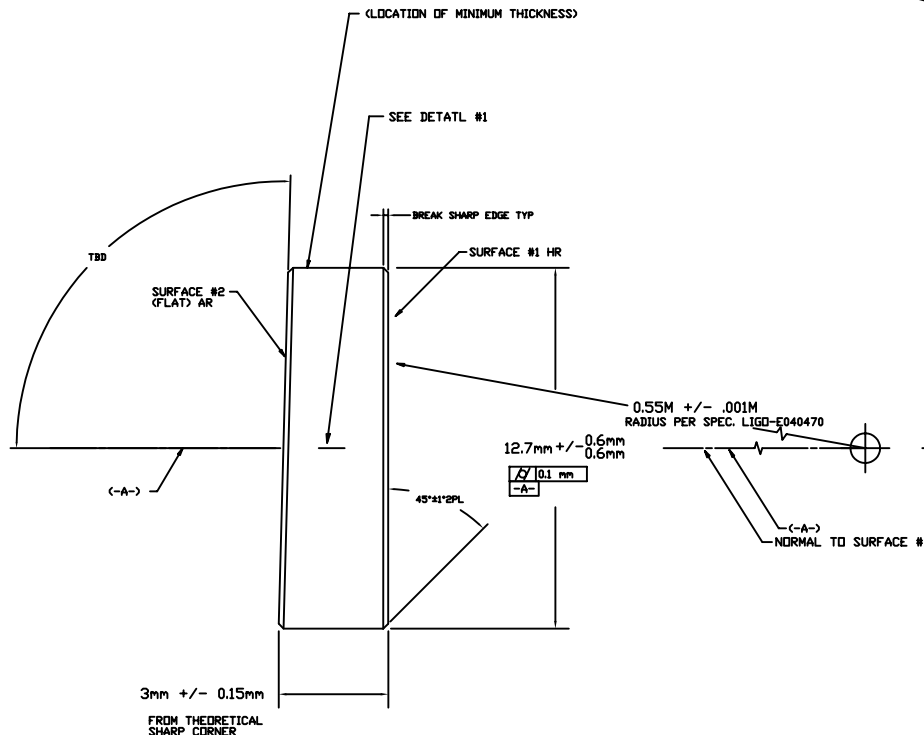 (LOCATION OF MINIMUM THICKNESS)
SEE DETATL #1
BREAK SHARP EDGE TYP
TBD
SURFACE #1 HR
SURFACE #2
(FLAT) AR
0.55M +/- .001M
RADIUS PER SPEC. LIGO-E040470
12.7mm +/- 0.6mm
0.6mm
0.1 mm
-A-
(-A-)
45°±1°2PL
(-A-)
NORMAL TO SURFACE #
3mm +/- 0.15mm
FROM THEORETICAL
SHARP CORNER